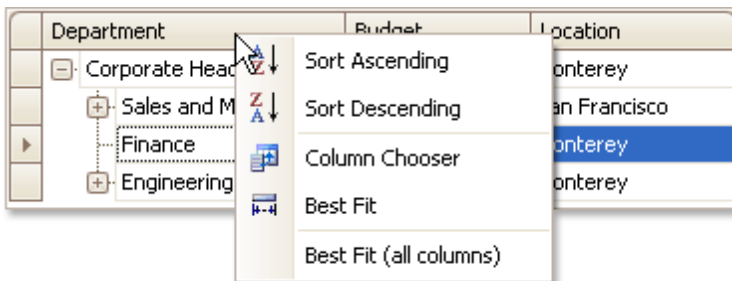 Department Budget Location
Corporate Head
Sort Ascending
onterey
Sales and M
Sort Descending
an Francisco
Finance
Column Chooser
onterey
Engineering
Best Fit
onterey
Best Fit (all columns)